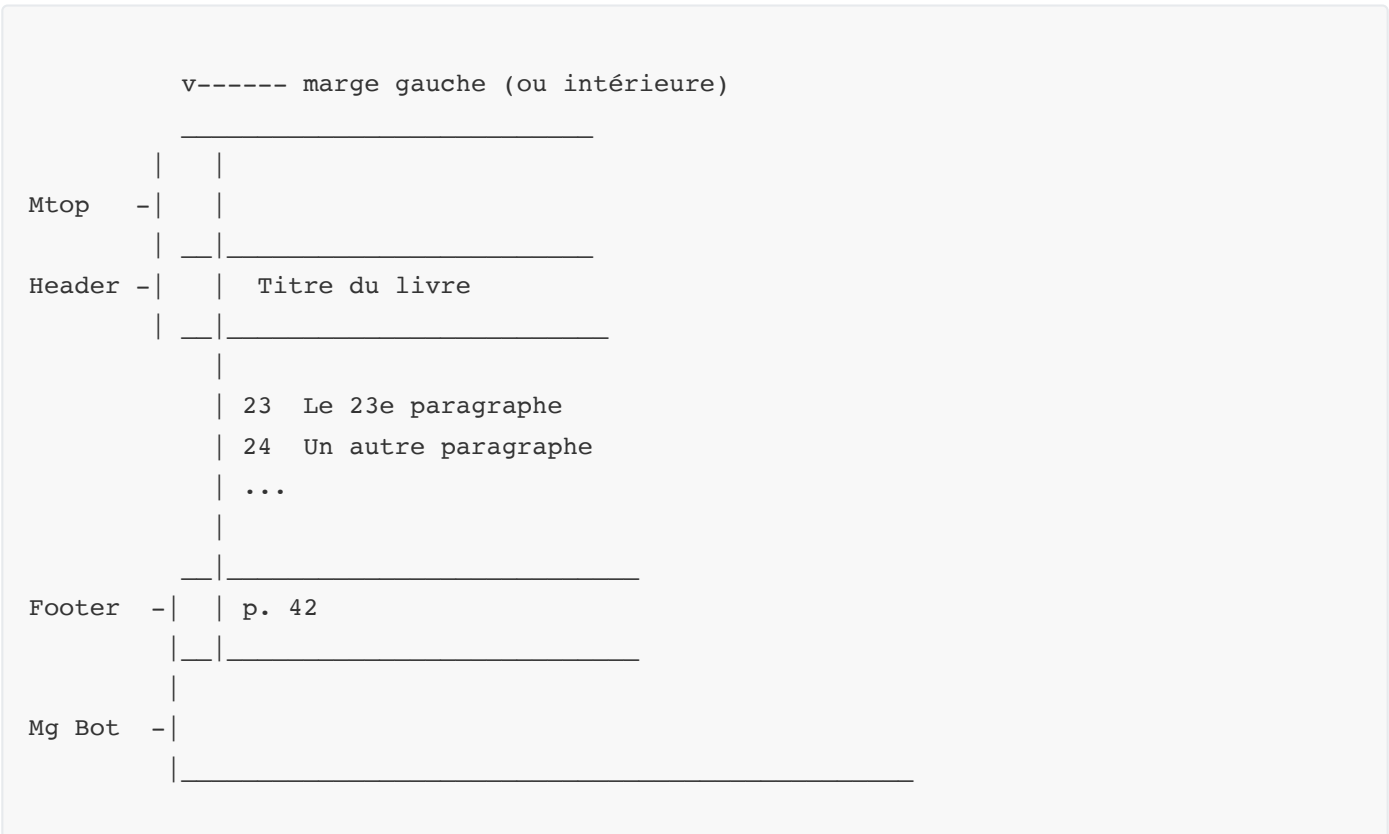 v------ marge gauche (ou intérieure)
Mtop -|
Header -| | Titre du livre
| 23 Le 23e paragraphe
| 24 Un autre paragraphe
| ...
Footer -| | p. 42
Mg Bot -|